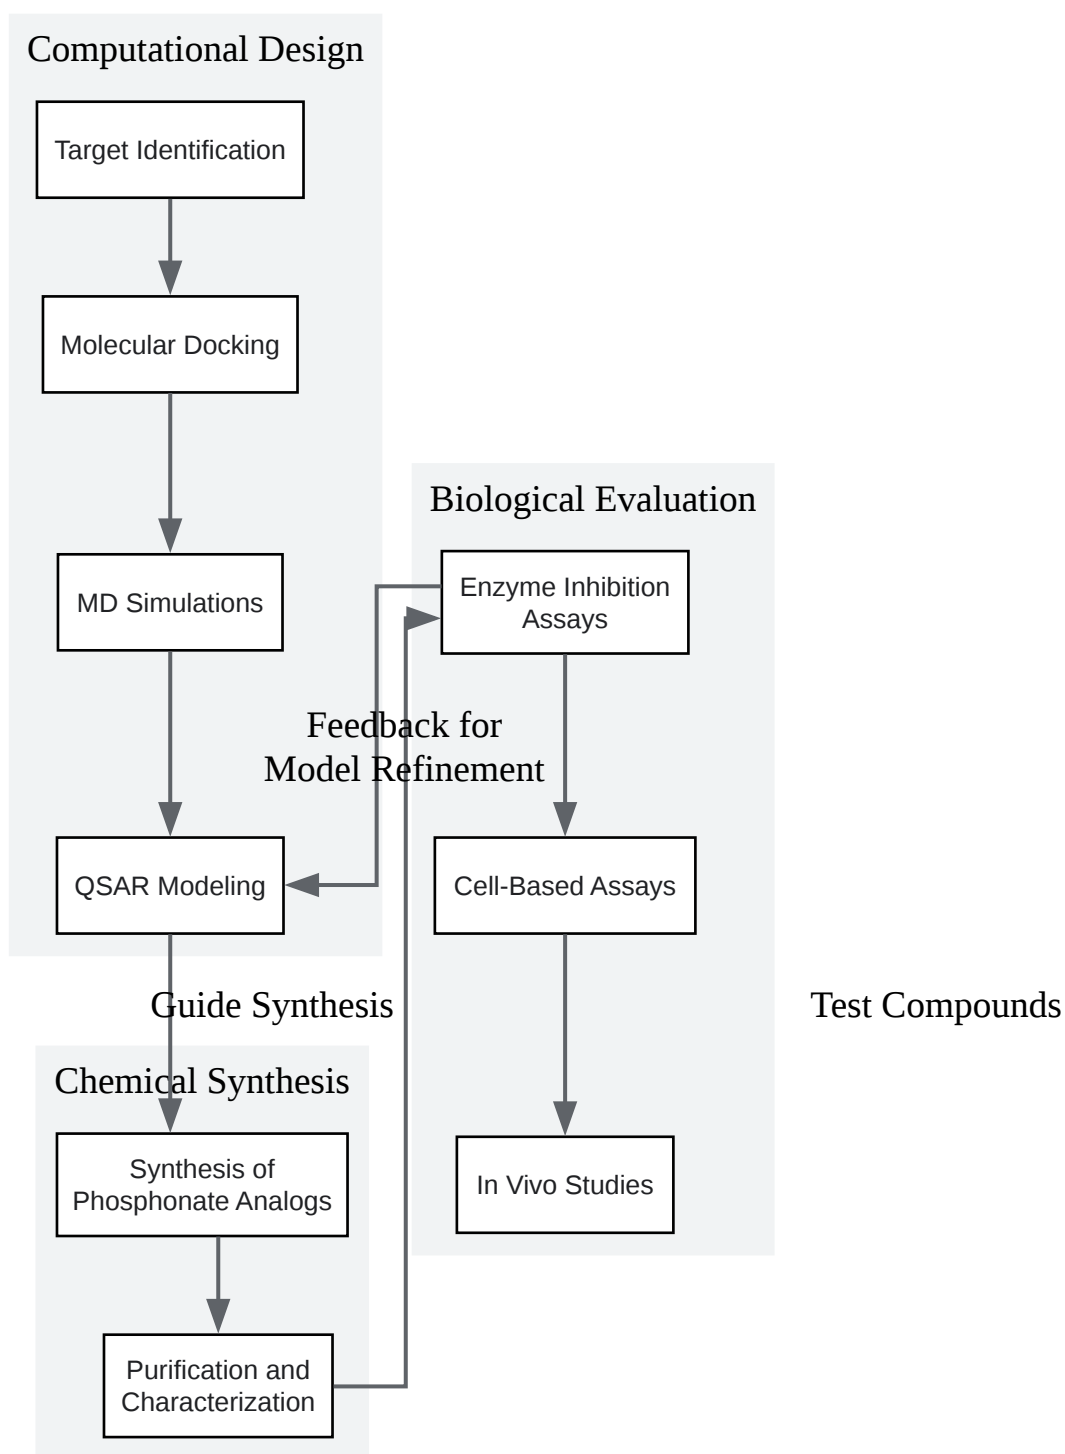 Computational Design
Target Identification
Molecular Docking
MD Simulations
QSAR Modeling
Biological Evaluation
Enzyme Inhibition
Assays
Feedback for
Model Refinement
Cell-Based Assays
In Vivo Studies
Guide Synthesis
Test Compounds
Chemical Synthesis
Synthesis of
Phosphonate Analogs
Purification and
Characterization